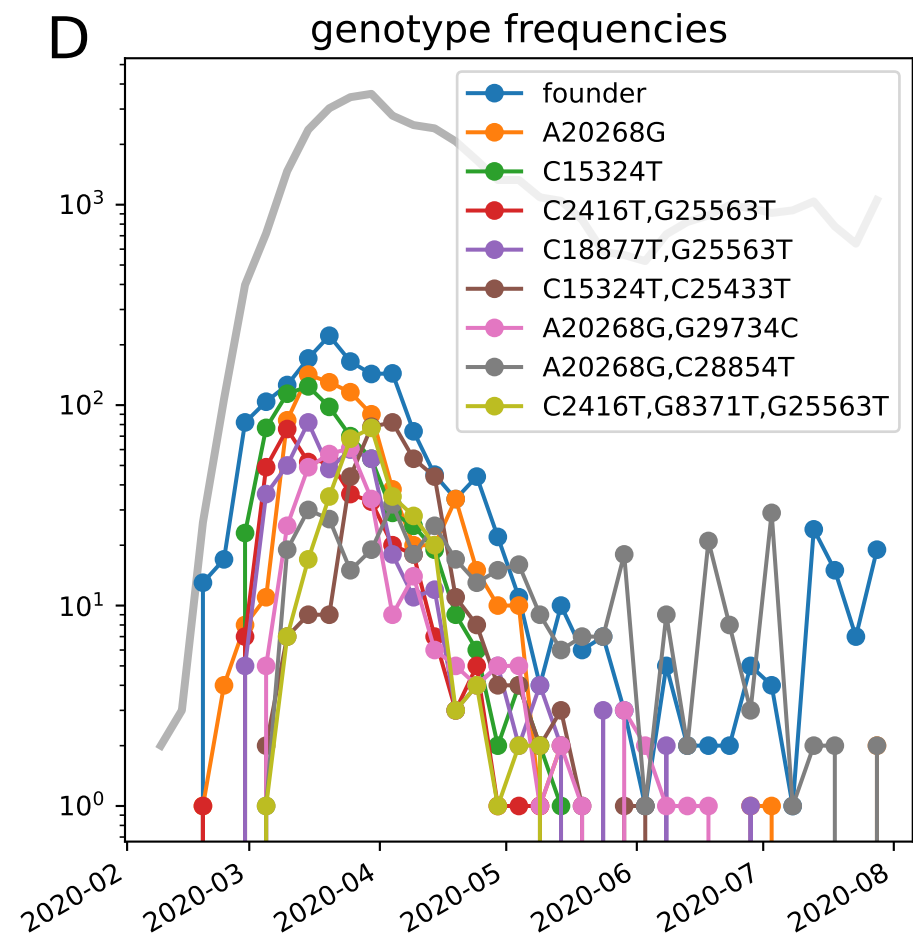 D
genotype frequencies
founder
A20268G
C15324T
C2416T,G25563T
C18877T,G25563T
C15324T,C25433T
A20268G,G29734C
A20268G,C28854T
C2416T,G8371T,G25563T
10³
10²
10¹
10⁰
2020-02 2020-03 2020-04 2020-05 2020-06 2020-07 2020-08